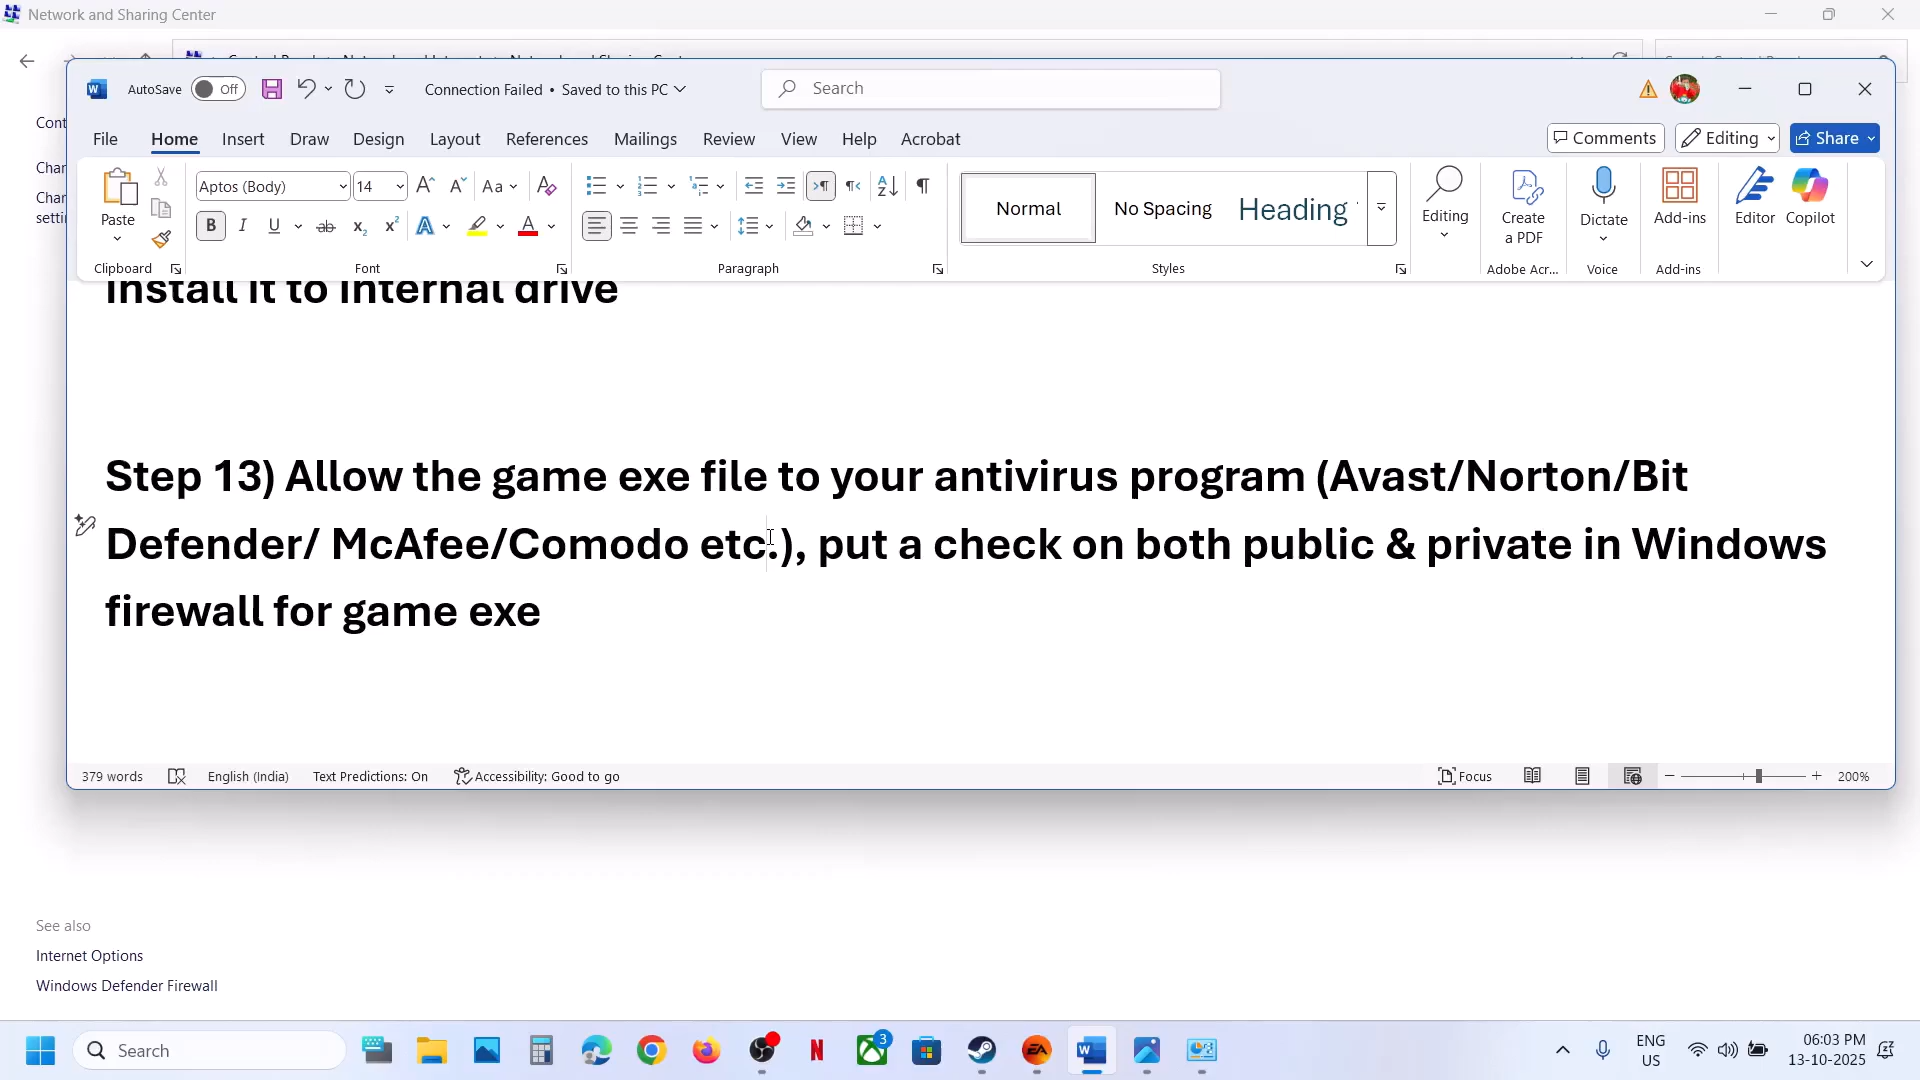 Network and Sharing Center
AutoSave Off Connection Failed • Saved to this PC Search
File Home Insert Draw Design Layout References Mailings Review View Help Acrobat Comments Editing Share
Cont
Char
Char
settin
Paste
Aptos (Body) 14
Clipboard Font Paragraph
Normal No Spacing Heading
Styles
Editing
Create
a PDF
Adobe Acr...
Dictate
Voice
Add-ins
Add-ins
Editor Copilot
install it to internal drive
Step 13) Allow the game exe file to your antivirus program (Avast/Norton/Bit
Defender/ McAfee/Comodo etc.), put a check on both public & private in Windows
firewall for game exe
379 words English (India) Text Predictions: On Accessibility: Good to go Focus 200%
See also
Internet Options
Windows Defender Firewall
Search
3
ENG
US
06:03 PM
13-10-2025